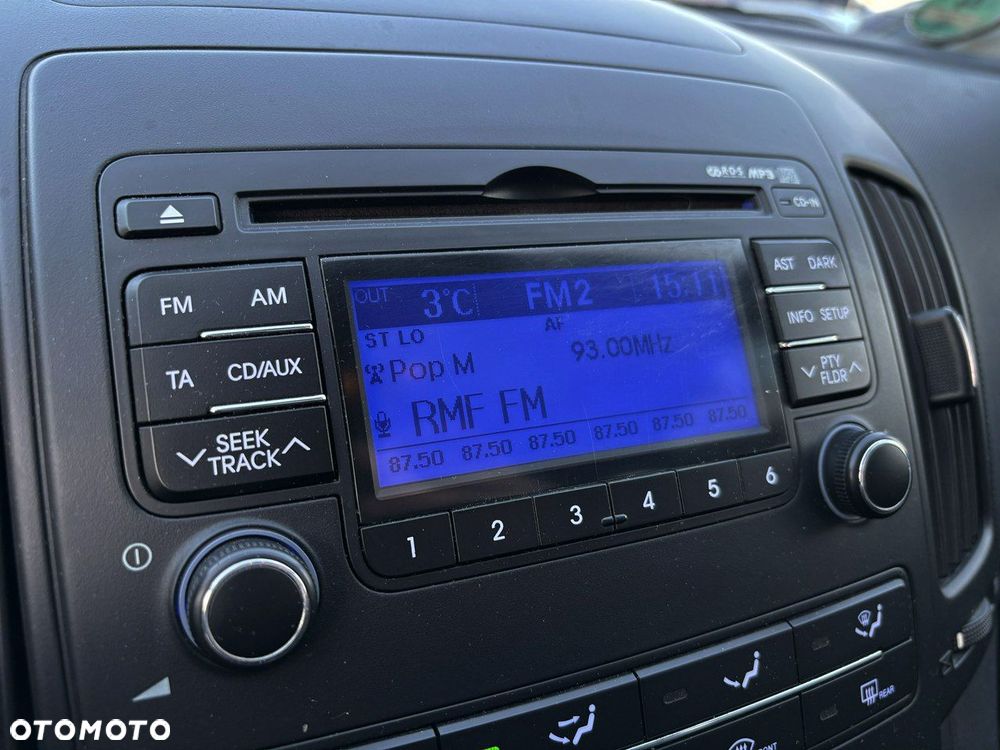 R·D·S MP3
CD-IN
FM AM
AST DARK
OUT 3°C FM2 15:11
ST LO AF
INFO SETUP
TA CD/AUX
Pop M 93.00MHz
PTY
FLDR
RMF FM
SEEK
TRACK
87.50 87.50 87.50 87.50 87.50 87.50
1 2 3 4 5 6
REAR
FRONT
OTOMOTO